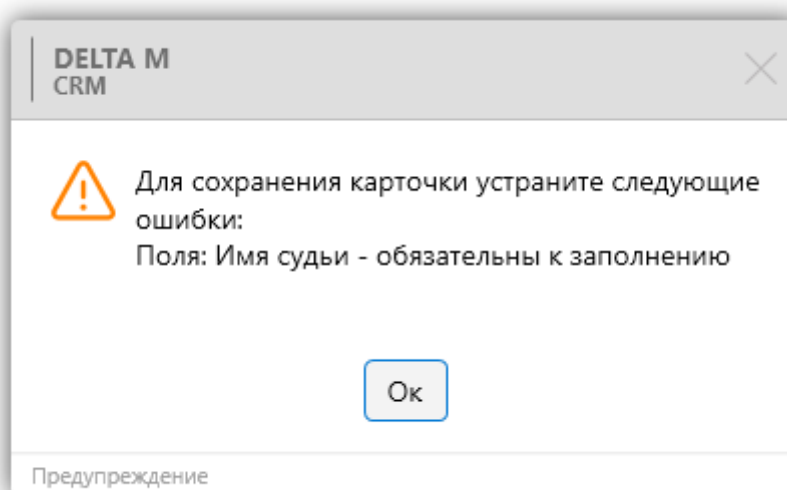 DELTA M
CRM
Для сохранения карточки устраните следующие
ошибки:
Поля: Имя судьи - обязательны к заполнению
Ок
Предупреждение